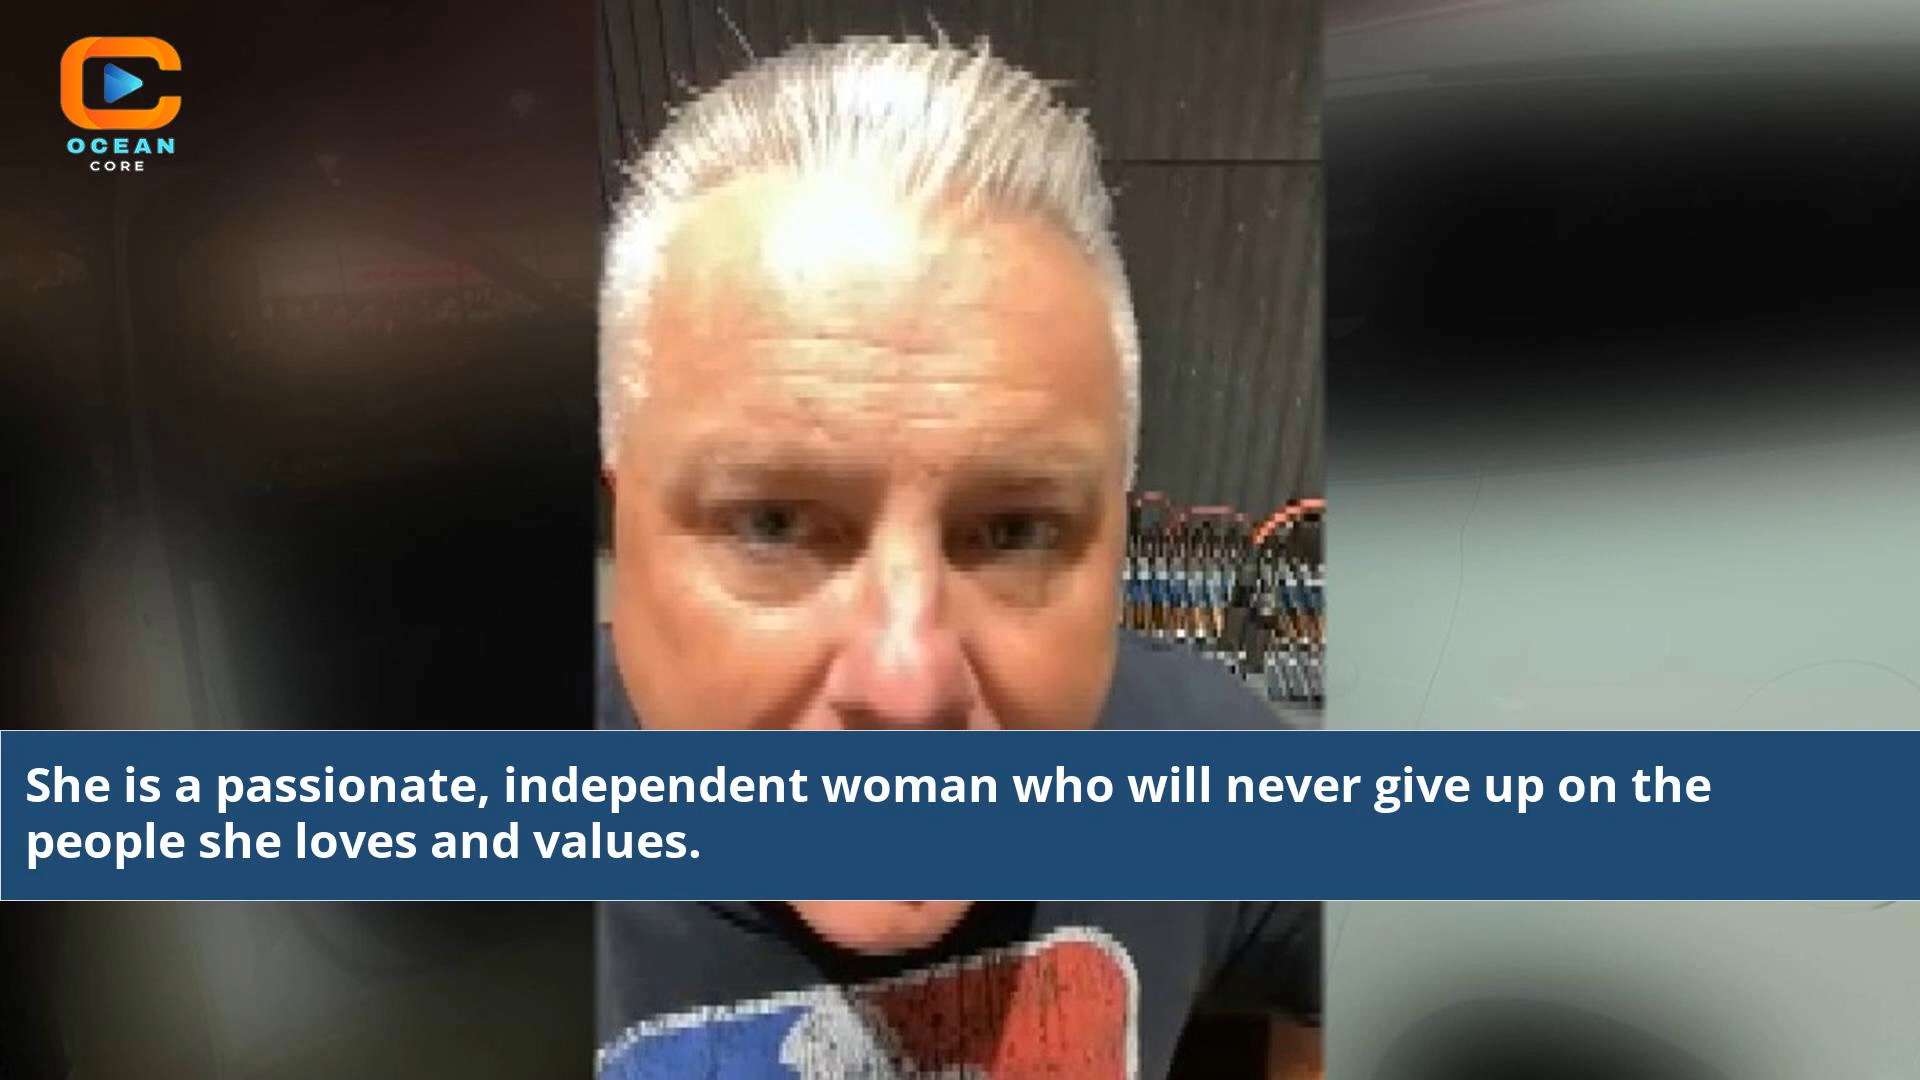 OCEAN
CORE
She is a passionate, independent woman who will never give up on the
people she loves and values.